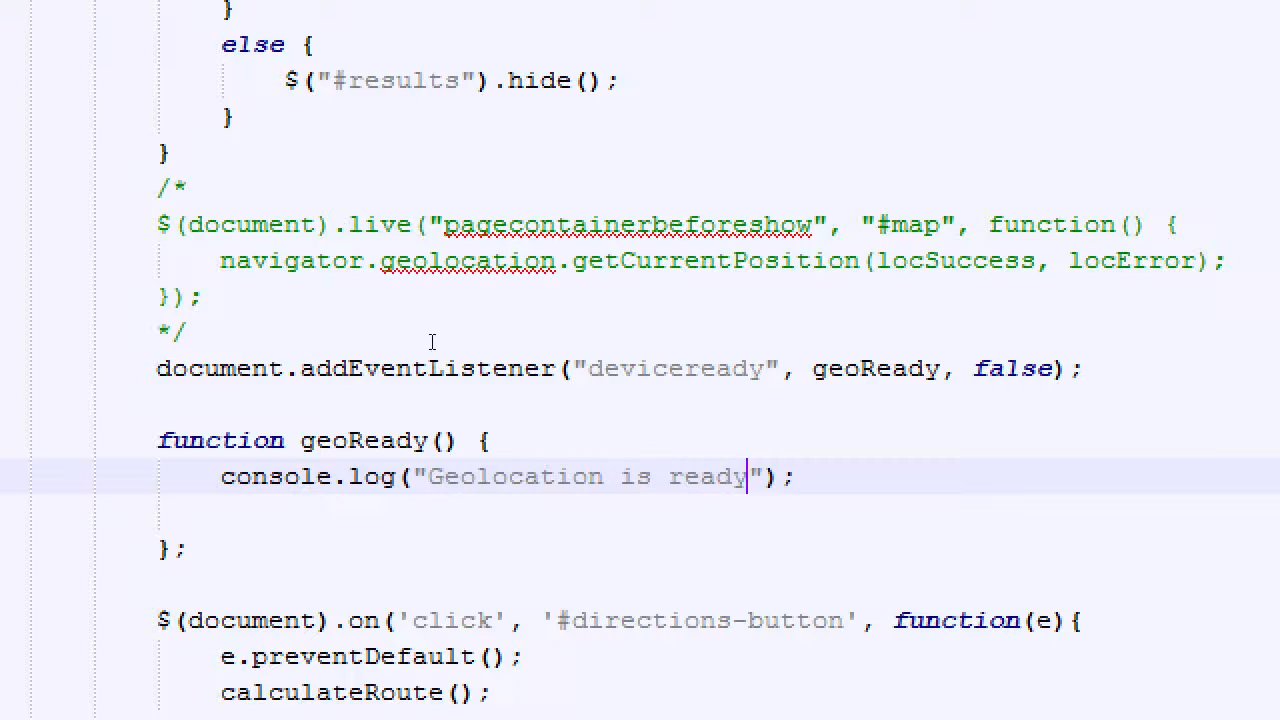 }
else {
$("#results").hide();
}
}
/*
$(document).live("pagecontainerbeforeshow", "#map", function() {
navigator.geolocation.getCurrentPosition(locSuccess, locError);
});
*/
document.addEventListener("deviceready", geoReady, false);
function geoReady() {
console.log("Geolocation is ready");
};
$(document).on('click', '#directions-button', function(e){
e.preventDefault();
calculateRoute();